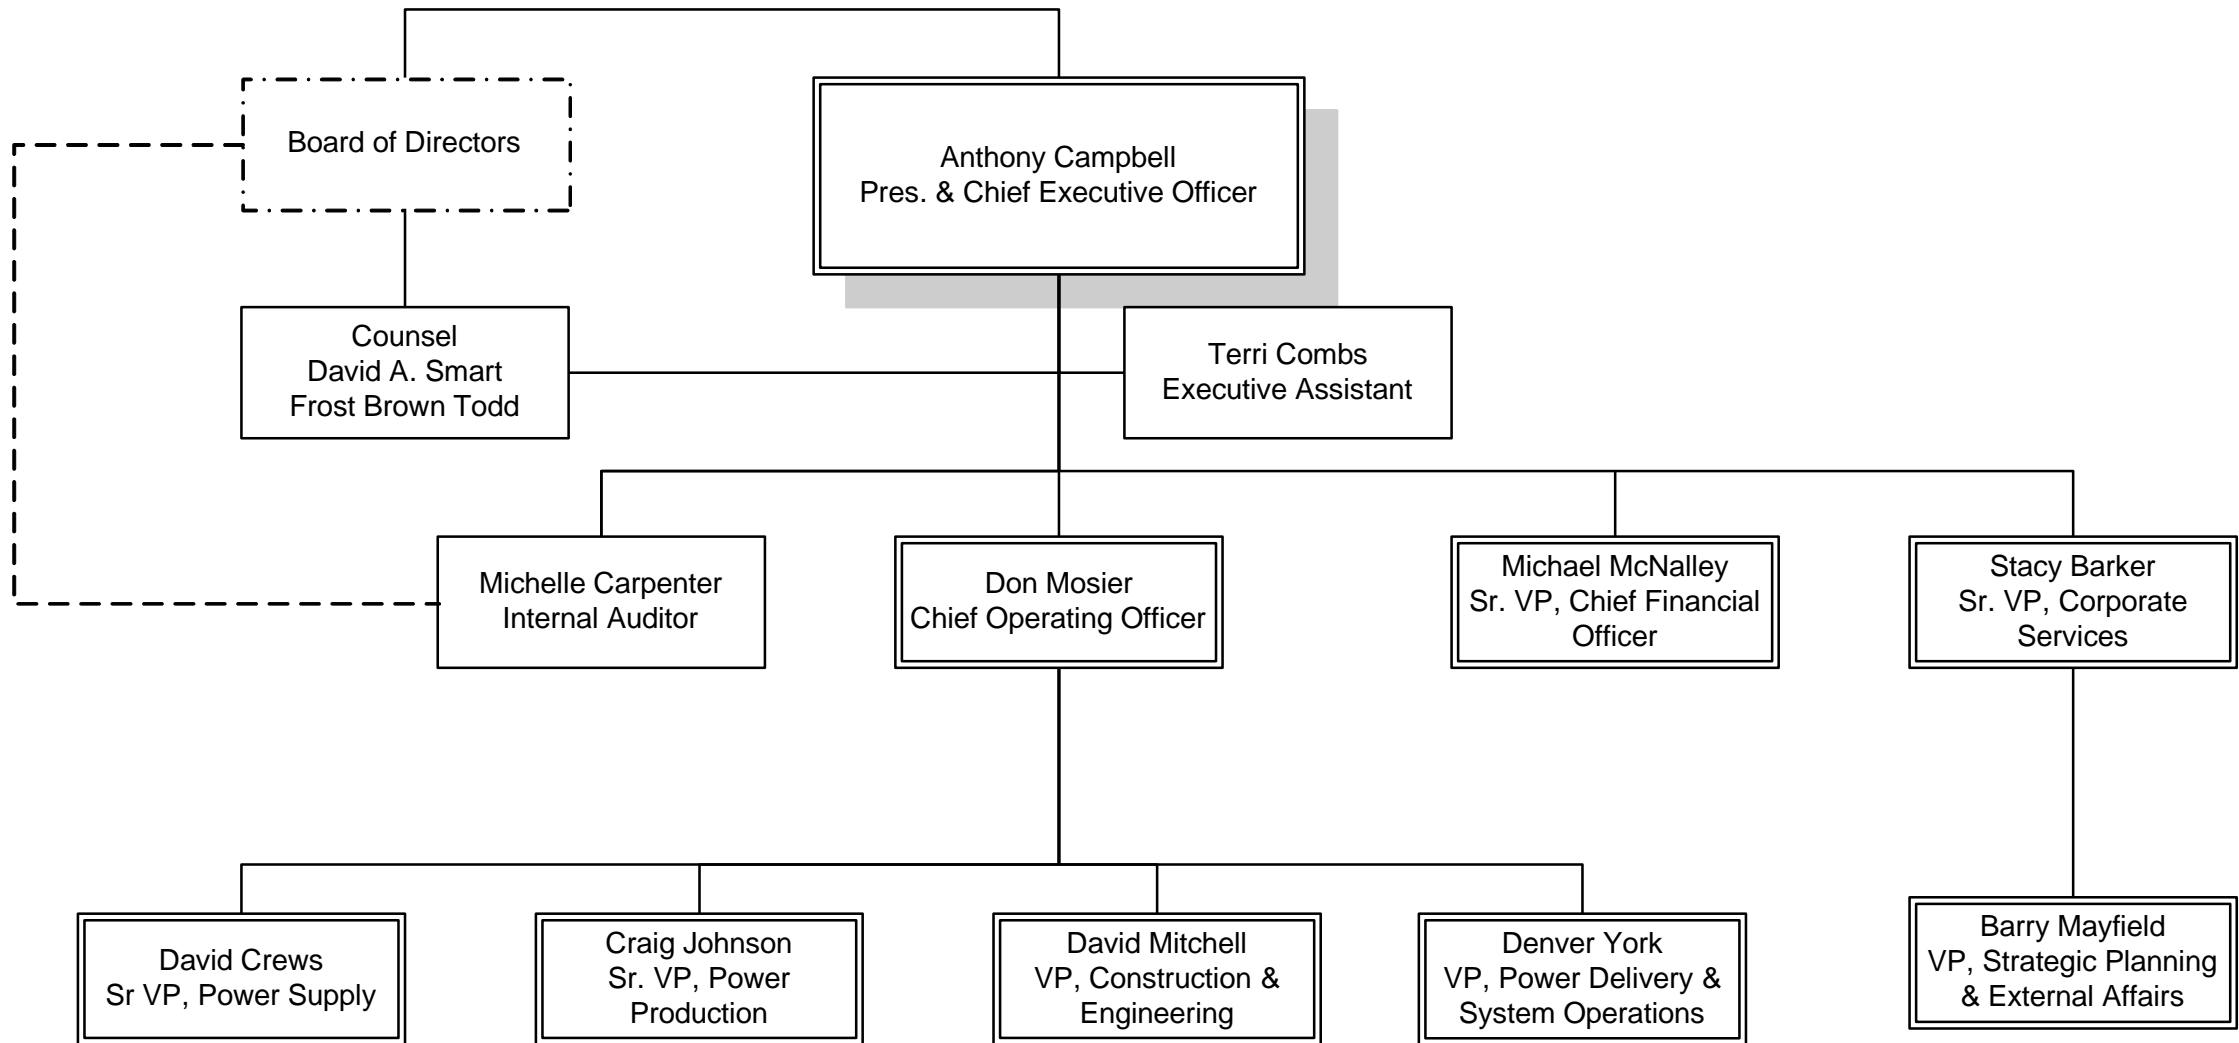 Board of Directors
Anthony Campbell
Pres. & Chief Executive Officer
Counsel
David A. Smart
Frost Brown Todd
Terri Combs
Executive Assistant
Michelle Carpenter
Internal Auditor
Don Mosier
Chief Operating Officer
Michael McNalley
Sr. VP, Chief Financial
Officer
Stacy Barker
Sr. VP, Corporate
Services
David Crews
Sr VP, Power Supply
Craig Johnson
Sr. VP, Power
Production
David Mitchell
VP, Construction &
Engineering
Denver York
VP, Power Delivery &
System Operations
Barry Mayfield
VP, Strategic Planning
& External Affairs